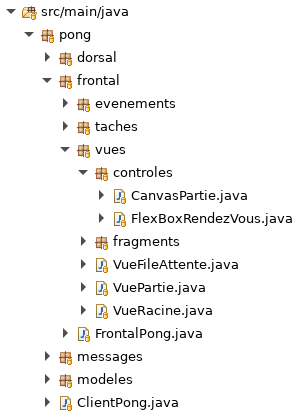 src/main/java
pong
dorsal
frontal
evenements
taches
vues
controles
CanvasPartie.java
FlexBoxRendezVous.java
fragments
VueFileAttente.java
VuePartie.java
VueRacine.java
FrontalPong.java
messages
modeles
ClientPong.java